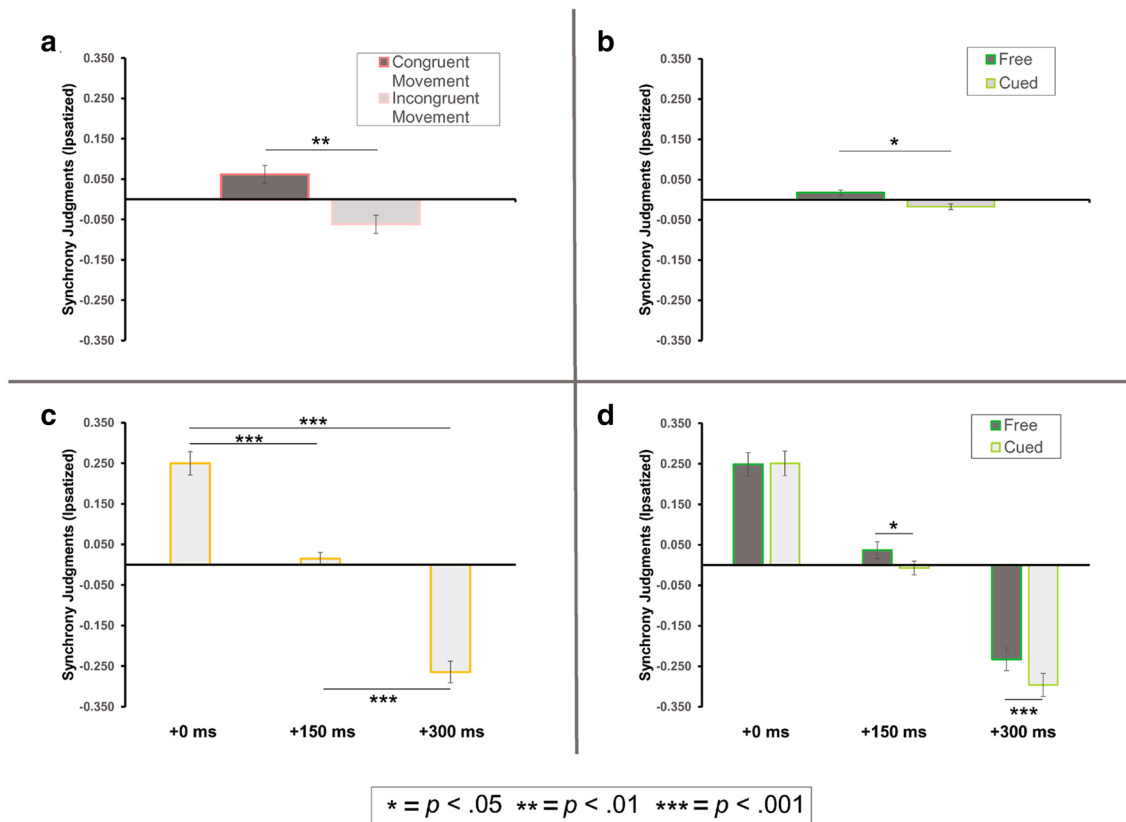 a
Synchrony Judgments (Ipsatized)
0.350
0.250
0.150
0.050
-0.050
-0.150
-0.250
-0.350
Congruent
Movement
Incongruent
Movement
**
b
Synchrony Judgments (Ipsatized)
0.350
0.250
0.150
0.050
-0.050
-0.150
-0.250
-0.350
Free
Cued
*
c
Synchrony Judgments (Ipsatized)
0.350
0.250
0.150
0.050
-0.050
-0.150
-0.250
-0.350
***
***
***
+0 ms +150 ms +300 ms
d
Synchrony Judgments (Ipsatized)
0.350
0.250
0.150
0.050
-0.050
-0.150
-0.250
-0.350
Free
Cued
*
***
+0 ms +150 ms +300 ms
* = p < .05 ** = p < .01 *** = p < .001